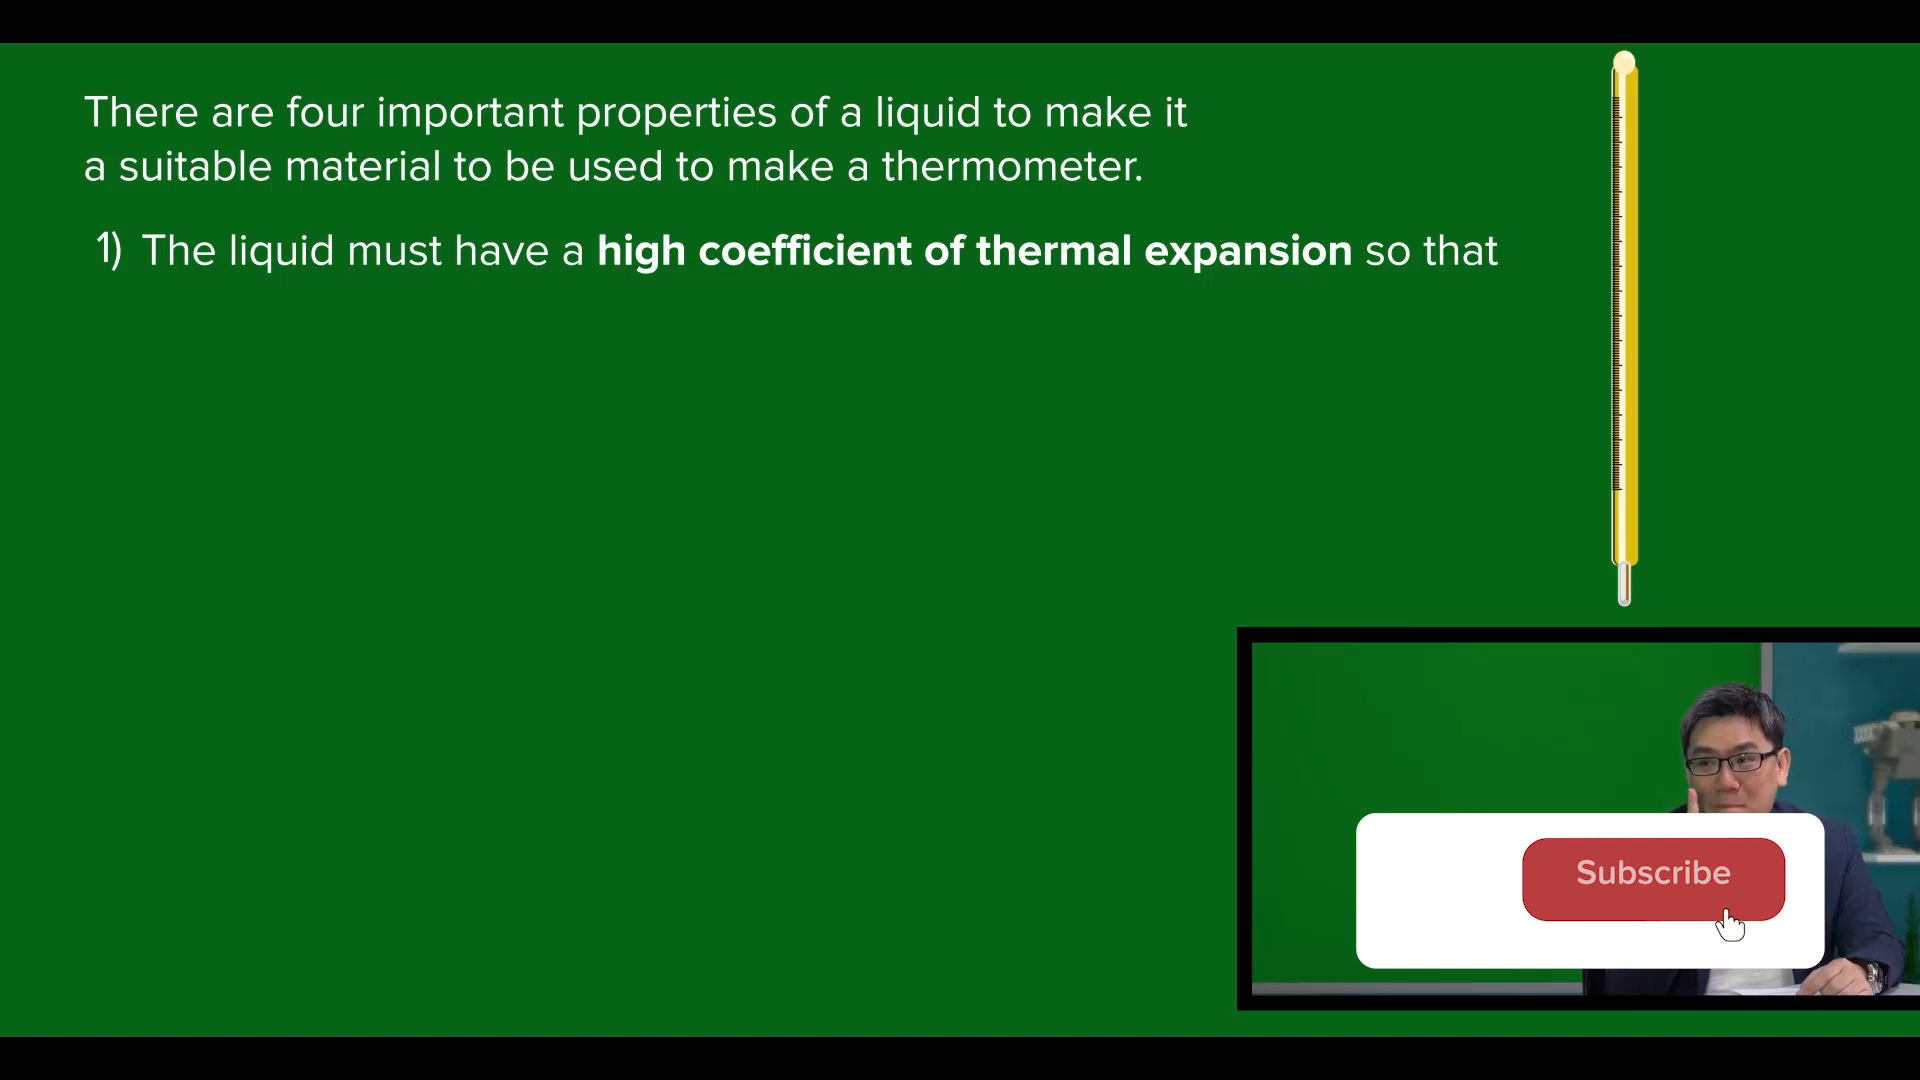 There are four important properties of a liquid to make it
a suitable material to be used to make a thermometer.
1) The liquid must have a high coefficient of thermal expansion so that
Subscribe